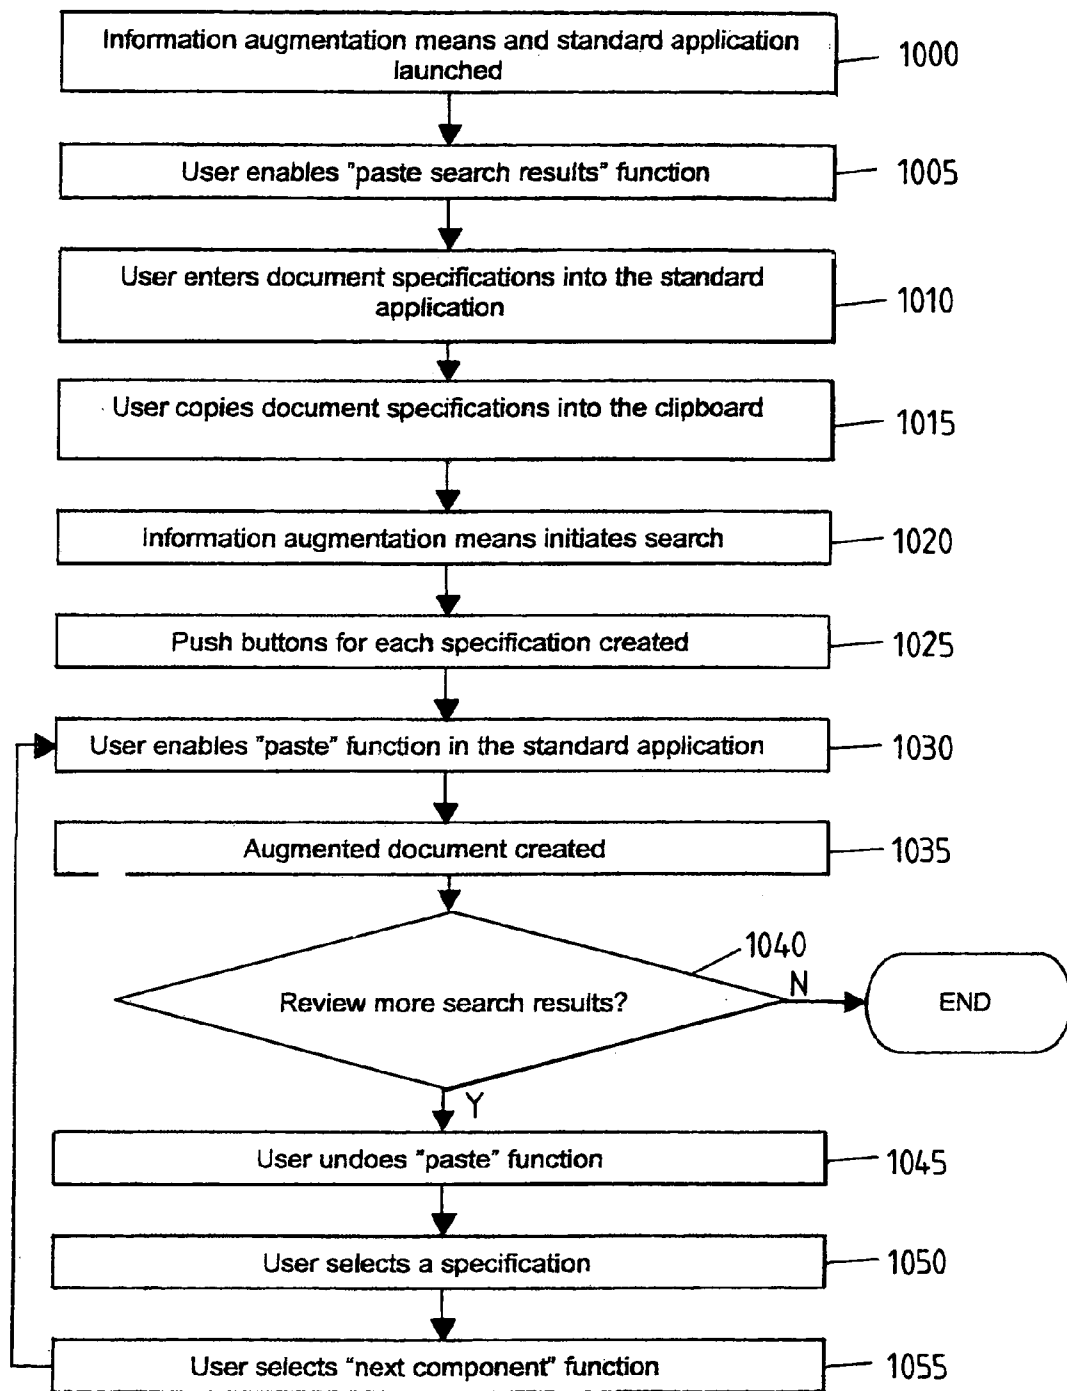 Information augmentation means and standard application
launched
1000
User enables "paste search results" function
1005
User enters document specifications into the standard
application
1010
User copies document specifications into the clipboard
1015
Information augmentation means initiates search
1020
Push buttons for each specification created
1025
User enables "paste" function in the standard application
1030
Augmented document created
1035
1040
Review more search results?
N
END
Y
User undoes "paste" function
1045
User selects a specification
1050
User selects "next component" function
1055